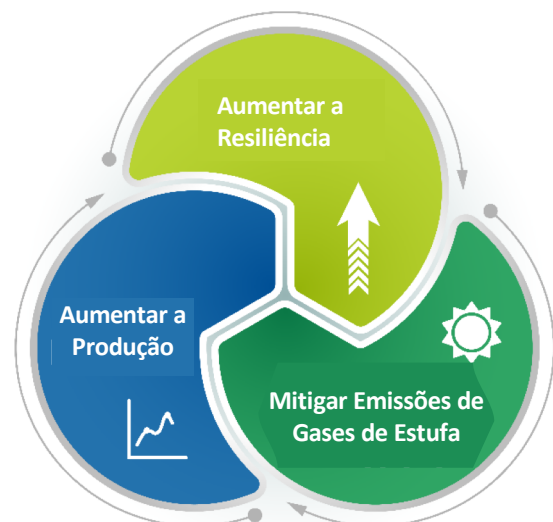 Aumentar a
Resiliência
Aumentar a
Produção
Mitigar Emissões de
Gases de Estufa